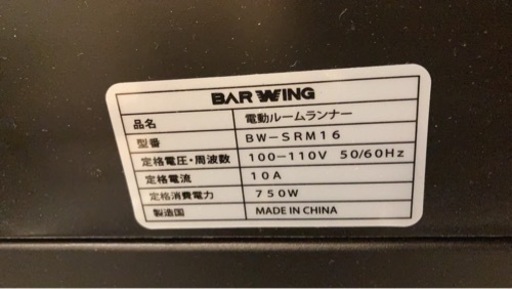 BARWING
品名 電動ルームランナー
型番 BW-SRM16
定格電圧・周波数 100-110V 50/60Hz
定格電流 10A
定格消費電力 750W
製造国 MADE IN CHINA